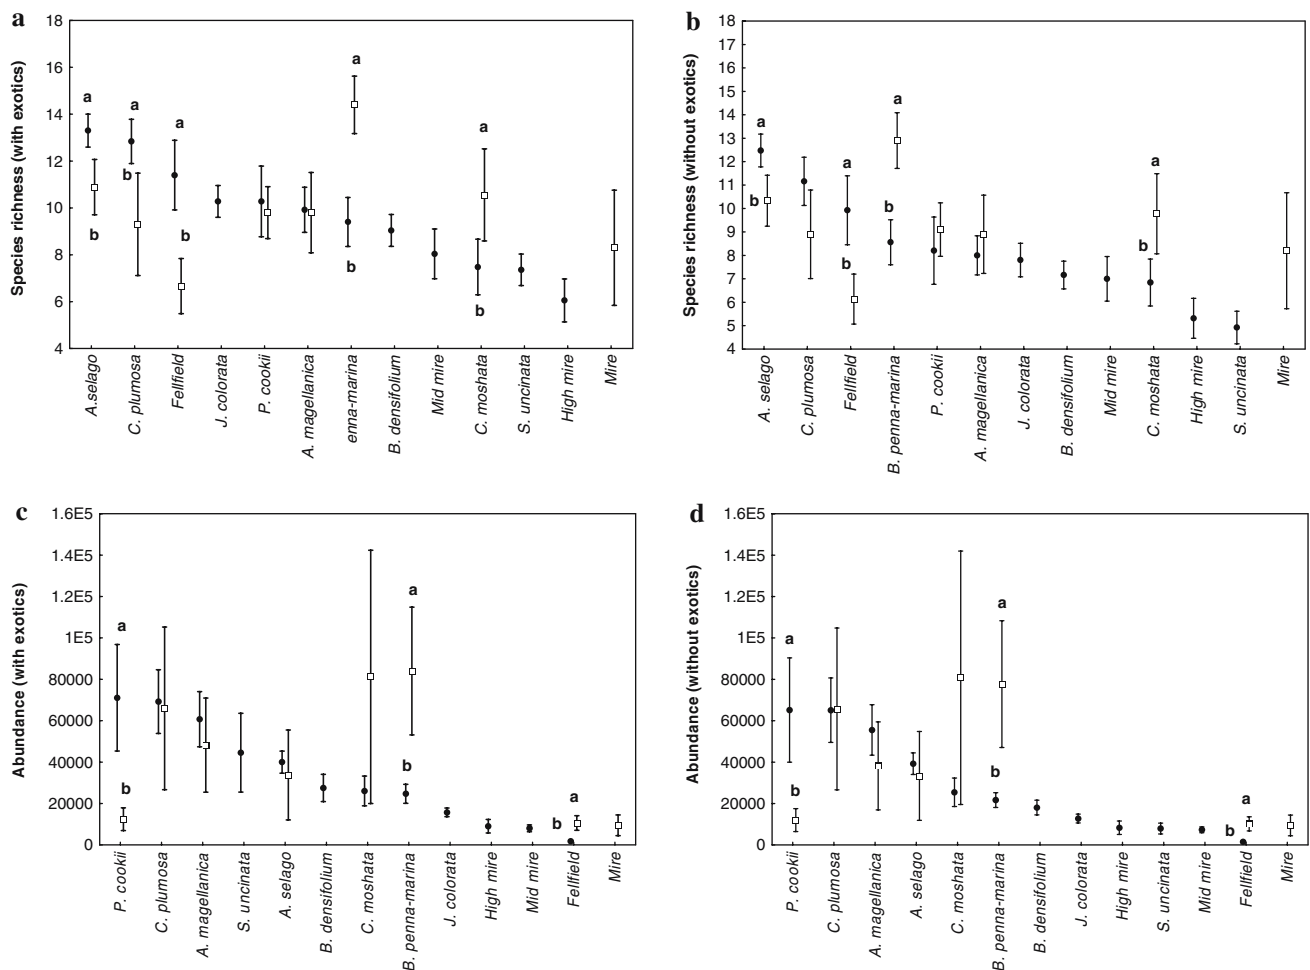 a
Species richness (with exotics)
18
16
14
12
10
8
6
4
a
b
a
b
a
b
a
b
a
b
A.selago
C. plumosa
Fellfield
J. colorata
P. cookii
A. magellanica
enna-marina
B. densifolium
Mid mire
C. moshata
S. uncinata
High mire
Mire
b
Species richness (without exotics)
18
17
16
15
14
13
12
11
10
9
8
7
6
5
4
a
b
a
b
a
b
a
b
A. selago
C. plumosa
Fellfield
B. penna-marina
P. cookii
A. magellanica
J. colorata
B. densifolium
Mid mire
C. moshata
High mire
S. uncinata
Mire
c
Abundance (with exotics)
1.6E5
1.4E5
1.2E5
1E5
80000
60000
40000
20000
0
a
b
a
b
a
b
P. cookii
C. plumosa
A. magellanica
S. uncinata
A. selago
B. densifolium
C. moshata
B. penna-marina
J. colorata
High mire
Mid mire
Fellfield
Mire
d
Abundance (without exotics)
1.6E5
1.4E5
1.2E5
1E5
80000
60000
40000
20000
0
a
b
a
b
a
b
P. cookii
C. plumosa
A. mageifanica
A. selago
C. moshata
B. penna-marina
B. densifolium
J. colorata
High mire
S. uncinata
Mid mire
Fellfield
Mire